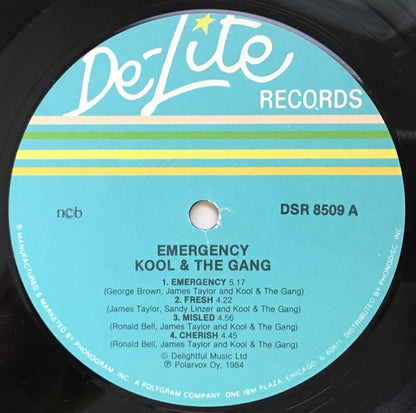 De-Lite
RECORDS
ncb
DSR 8509 A
EMERGENCY
KOOL & THE GANG
1. EMERGENCY 5.17
(George Brown, James Taylor and Kool & The Gang)
2. FRESH 4.22
(James Taylor, Sandy Linzer and Kool & The Gang)
3. MISLED 4.56
(Ronald Bell, James Taylor and Kool & The Gang)
4. CHERISH 4.45
(Ronald Bell, James Taylor and Kool & The Gang)
© Delightful Music Ltd
℗ Polarvox Oy, 1984
® MANUFACTURED & MARKETED BY PHONOGRAM, INC. A POLYGRAM COMPANY, ONE IBM PLAZA, CHICAGO, IL 60611. DISTRIBUTED BY PHONODISC, INC.